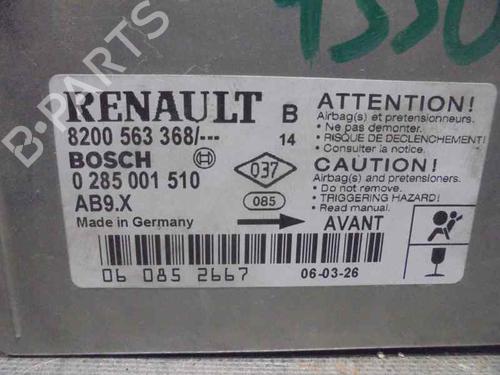 RENAULT B
8200 563 368/--- 14
BOSCH
0 285 001 510
AB9.X
Made in Germany
037
085
ATTENTION!
Airbag(s) et pretensionneurs.
- Ne pas demonter.
- RISQUE DE DECLENCHEMENT!
- Consulter la notice.
CAUTION!
Airbag(s) and pretensioners.
- Do not remove.
- TRIGGERING HAZARD!
- Read manual.
AVANT
06 085 2667
06-03-26
B-Parts